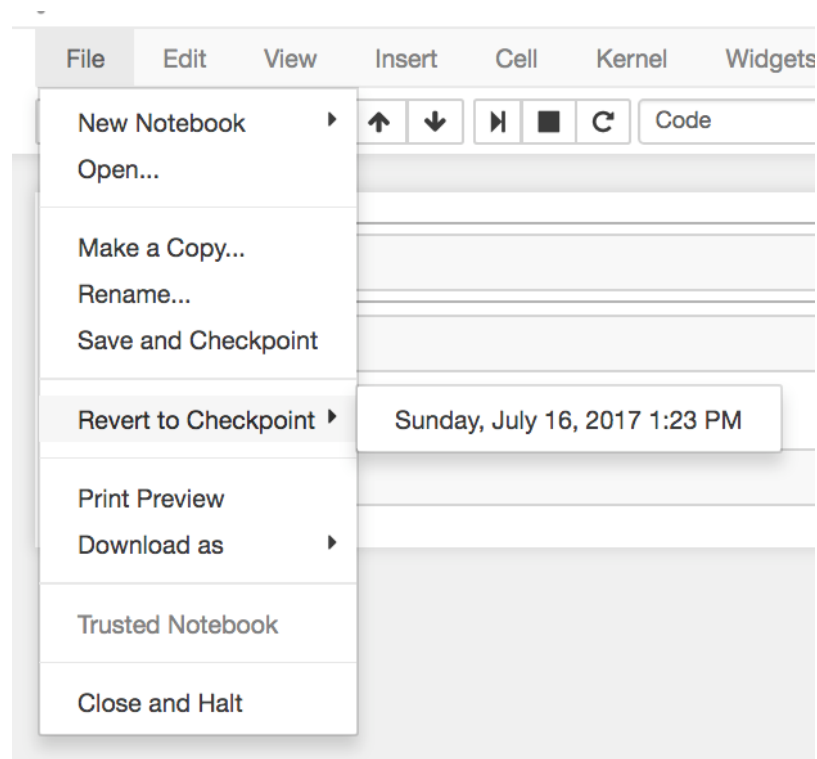 File Edit View Insert Cell Kernel Widgets
New Notebook
Code
Open...
Make a Copy...
Rename...
Save and Checkpoint
Revert to Checkpoint
Sunday, July 16, 2017 1:23 PM
Print Preview
Download as
Trusted Notebook
Close and Halt